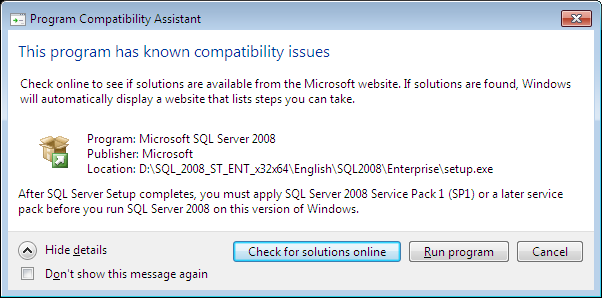 Program Compatibility Assistant
This program has known compatibility issues
Check online to see if solutions are available from the Microsoft website. If solutions are found, Windows
will automatically display a website that lists steps you can take.
Program: Microsoft SQL Server 2008
Publisher: Microsoft
Location: D:\SQL_2008_ST_ENT_x32x64\English\SQL2008\Enterprise\setup.exe
After SQL Server Setup completes, you must apply SQL Server 2008 Service Pack 1 (SP1) or a later service
pack before you run SQL Server 2008 on this version of Windows.
Hide details Check for solutions online Run program Cancel
Don't show this message again